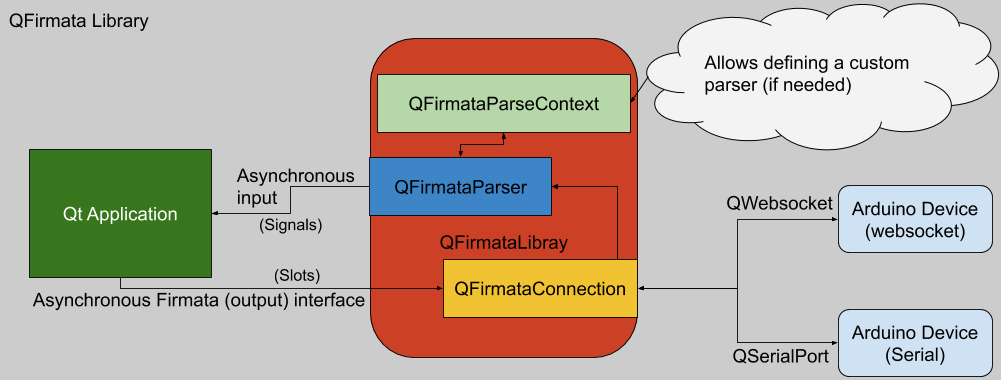 QFirmata Library
Allows defining a custom
parser (if needed)
QFirmataParseContext
Asynchronous
input
(Signals)
QFirmataParser
Qt Application
QWebsocket
Arduino Device
(websocket)
QFirmataLibray
(Slots)
Asynchronous Firmata (output) interface
QFirmataConnection
QSerialPort
Arduino Device
(Serial)